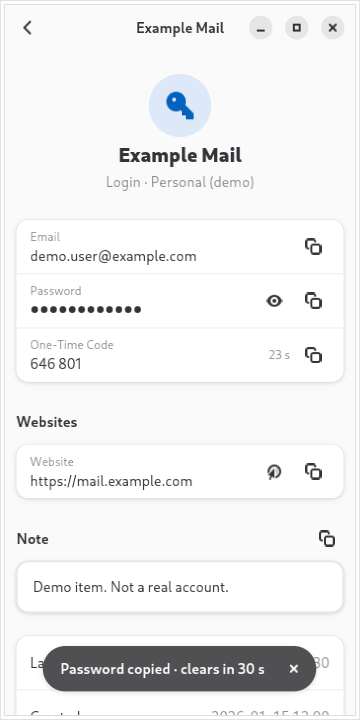 Example Mail
Example Mail
Login · Personal (demo)
Email
demo.user@example.com
Password
●●●●●●●●●●●●
One-Time Code
646 801
23 s
Websites
Website
https://mail.example.com
Note
Demo item. Not a real account.
Password copied · clears in 30 s